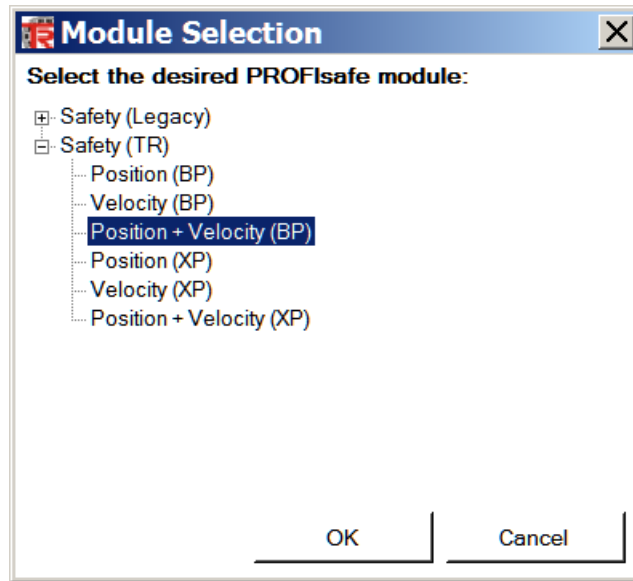 Module Selection
Select the desired PROFIsafe module:
Safety (Legacy)
Safety (TR)
Position (BP)
Velocity (BP)
Position + Velocity (BP)
Position (XP)
Velocity (XP)
Position + Velocity (XP)
OK Cancel